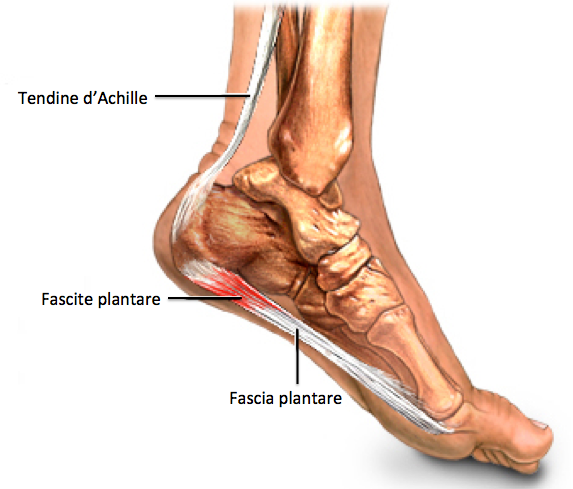 Tendine d'Achille
Fascite plantare
Fascia plantare